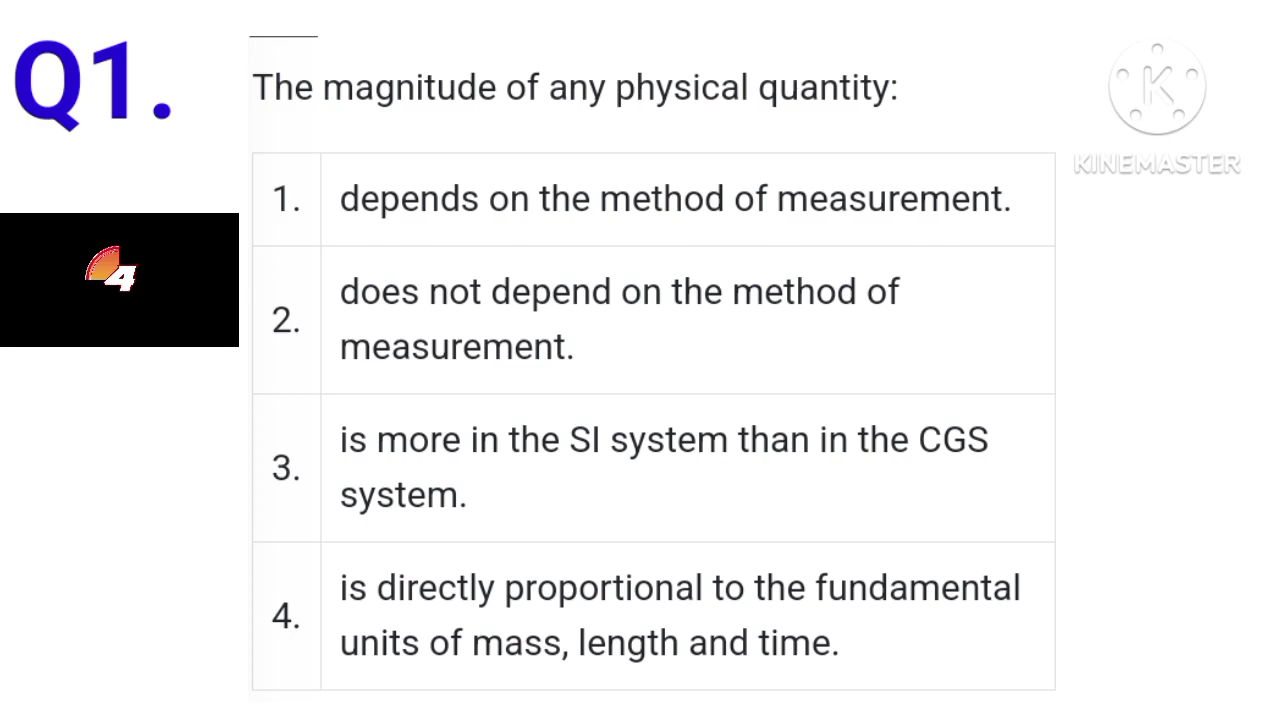 Q1.
The magnitude of any physical quantity:
KINEMASTER
1. depends on the method of measurement.
4
2. does not depend on the method of
measurement.
3. is more in the SI system than in the CGS
system.
4. is directly proportional to the fundamental
units of mass, length and time.